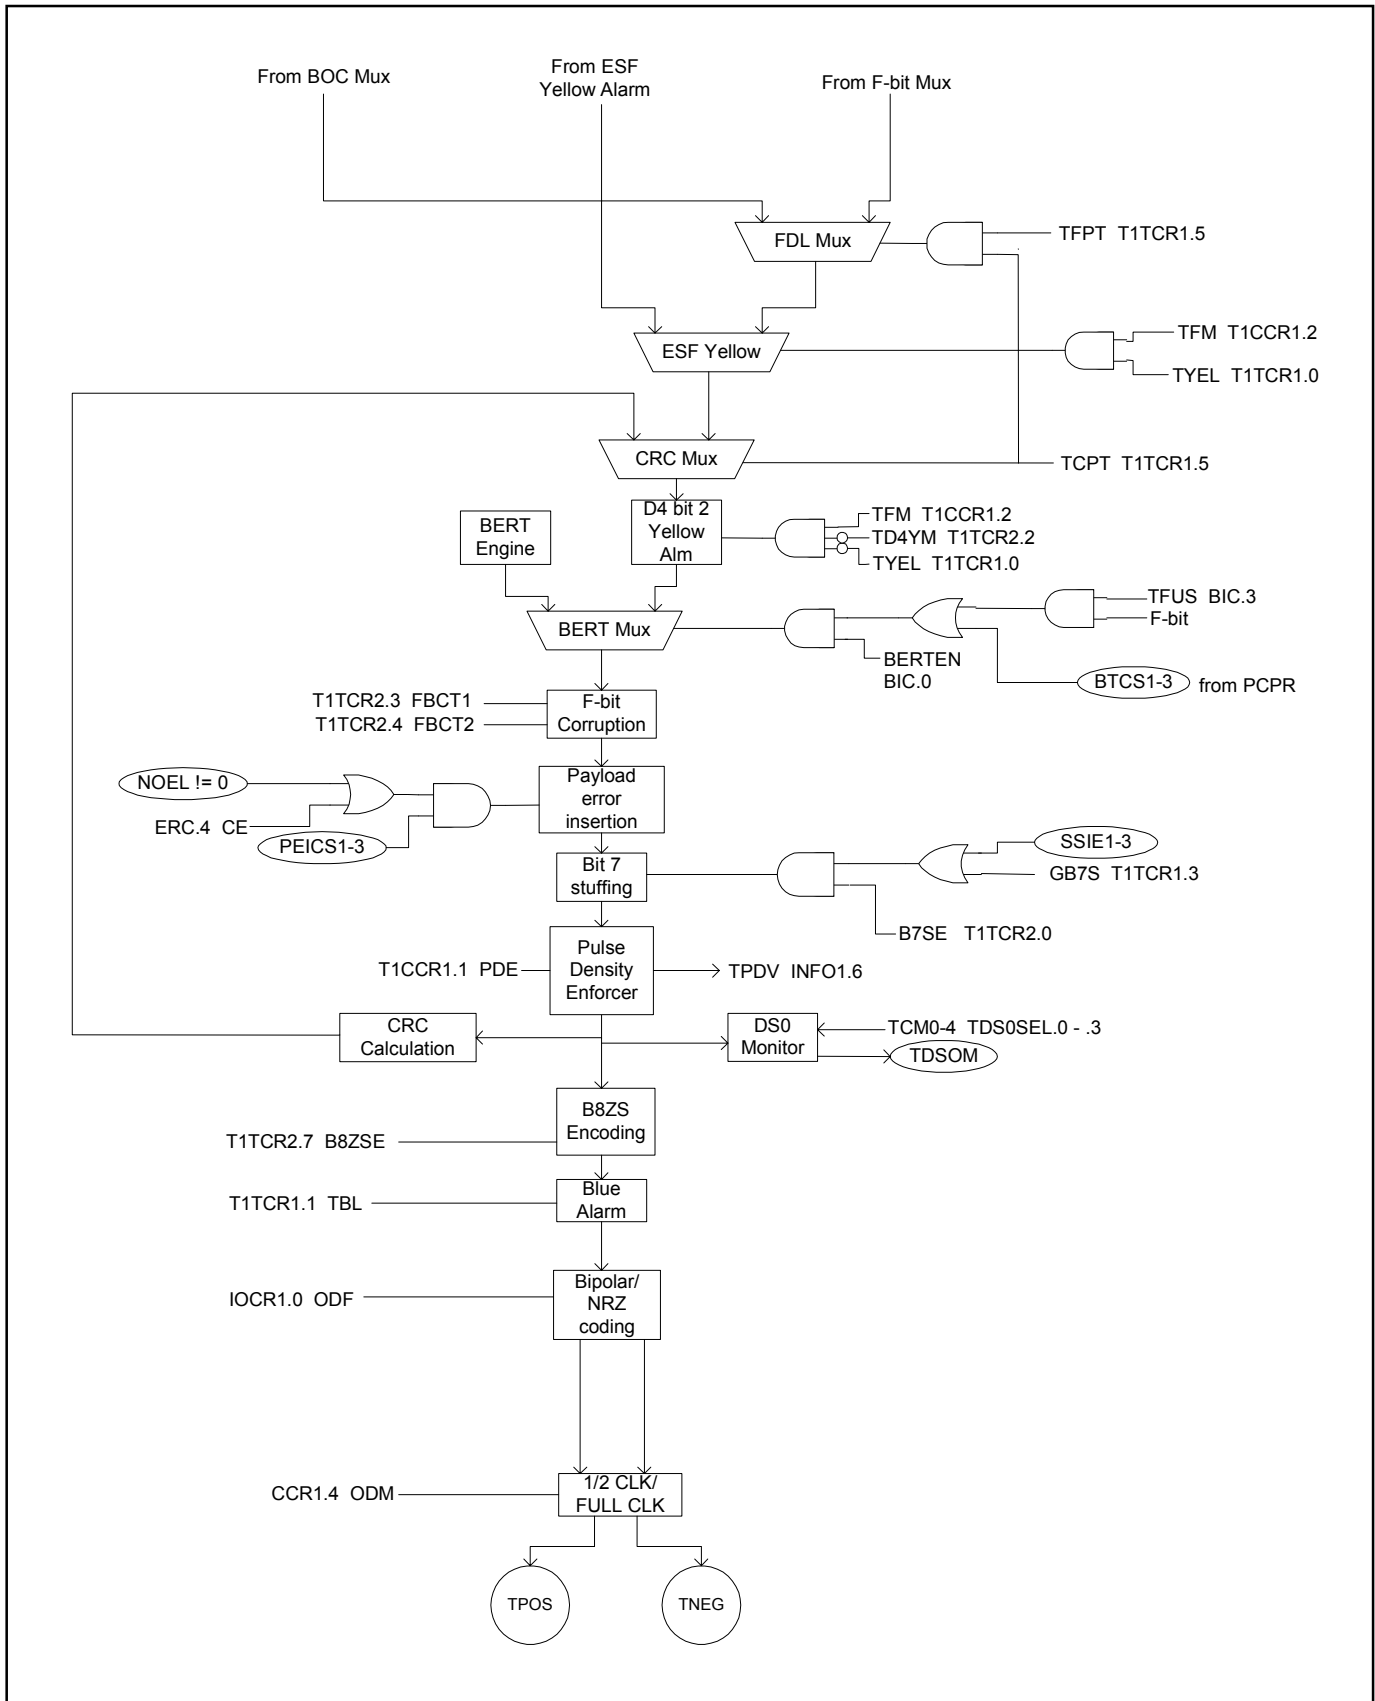 From BOC Mux
From ESF
Yellow Alarm
From F-bit Mux
FDL Mux
TFPT T1TCR1.5
ESF Yellow
TFM T1CCR1.2
TYEL T1TCR1.0
CRC Mux
TCPT T1TCR1.5
BERT
Engine
D4 bit 2
Yellow
Alm
TFM T1CCR1.2
TD4YM T1TCR2.2
TYEL T1TCR1.0
BERT Mux
TFUS BIC.3
F-bit
BERTEN
BIC.0
BTCS1-3 from PCPR
T1TCR2.3 FBCT1
T1TCR2.4 FBCT2
F-bit
Corruption
NOEL != 0
ERC.4 CE
PEICS1-3
Payload
error
insertion
Bit 7
stuffing
SSIE1-3
GB7S T1TCR1.3
B7SE T1TCR2.0
T1CCR1.1 PDE
Pulse
Density
Enforcer
TPDV INFO1.6
CRC
Calculation
DS0
Monitor
TCM0-4 TDS0SEL.0 - .3
TDSOM
B8ZS
Encoding
T1TCR2.7 B8ZSE
Blue
Alarm
T1TCR1.1 TBL
Bipolar/
NRZ
coding
IOCR1.0 ODF
1/2 CLK/
FULL CLK
CCR1.4 ODM
TPOS
TNEG